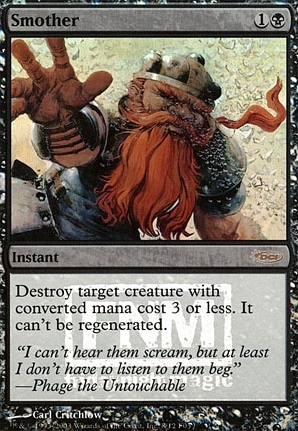 Smother 1
Instant
DCI
Destroy target creature with
converted mana cost 3 or less. It
can't be regenerated.
FNM
"I can't hear them scream, but at least
I don't have to listen to them beg."
—Phage the Untouchable
Carl Critchlow